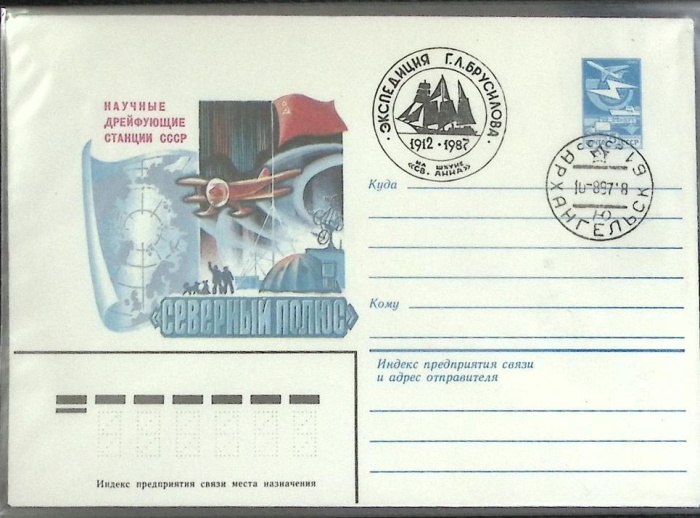 НАУЧНЫЕ
ДРЕЙФУЮЩИЕ
СТАНЦИИ СССР
«СЕВЕРНЫЙ ПОЛЮС»
· ЭКСПЕДИЦИЯ Г.Л.БРУСИЛОВА ·
1912 · 1987
НА ШХУНЕ
«СВ. АННА»
АРХАНГЕЛЬСК 51
Куда
Кому
Индекс предприятия связи
и адрес отправителя
Индекс предприятия связи места назначения